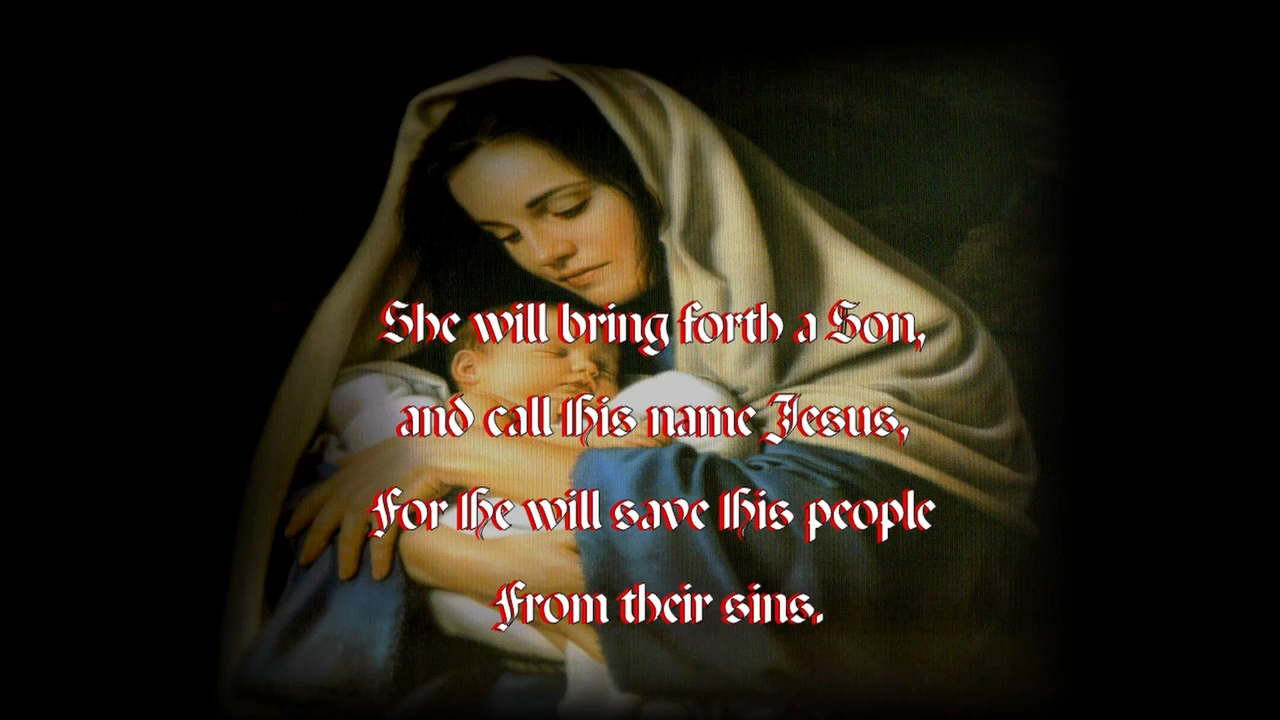 She will bring forth a Son,
and call His name Jesus,
For He will save His people
From their sins.